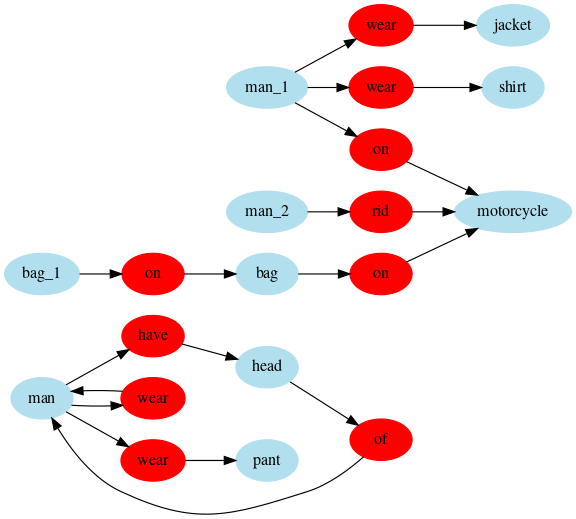 wear
jacket
man_1
wear
shirt
on
man_2
rid
motorcycle
bag_1
on
bag
on
have
head
man
wear
of
wear
pant